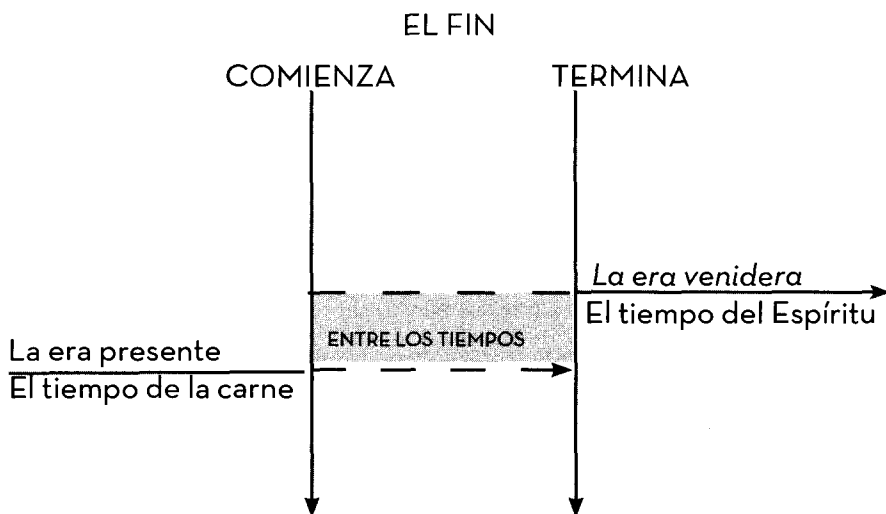 EL FIN
COMIENZA
TERMINA
La era venidera
El tiempo del Espíritu
ENTRE LOS TIEMPOS
La era presente
El tiempo de la carne